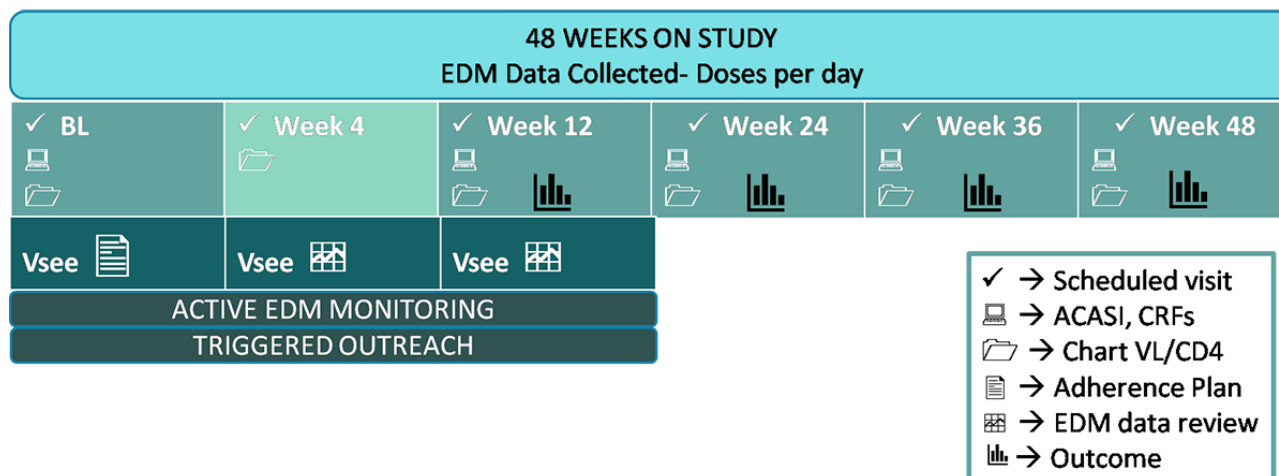 48 WEEKS ON STUDY
EDM Data Collected- Doses per day
✓ BL
✓ Week 4
✓ Week 12
✓ Week 24
✓ Week 36
✓ Week 48
Vsee
Vsee
Vsee
ACTIVE EDM MONITORING
TRIGGERED OUTREACH
✓ → Scheduled visit
→ ACASI, CRFs
→ Chart VL/CD4
→ Adherence Plan
→ EDM data review
→ Outcome